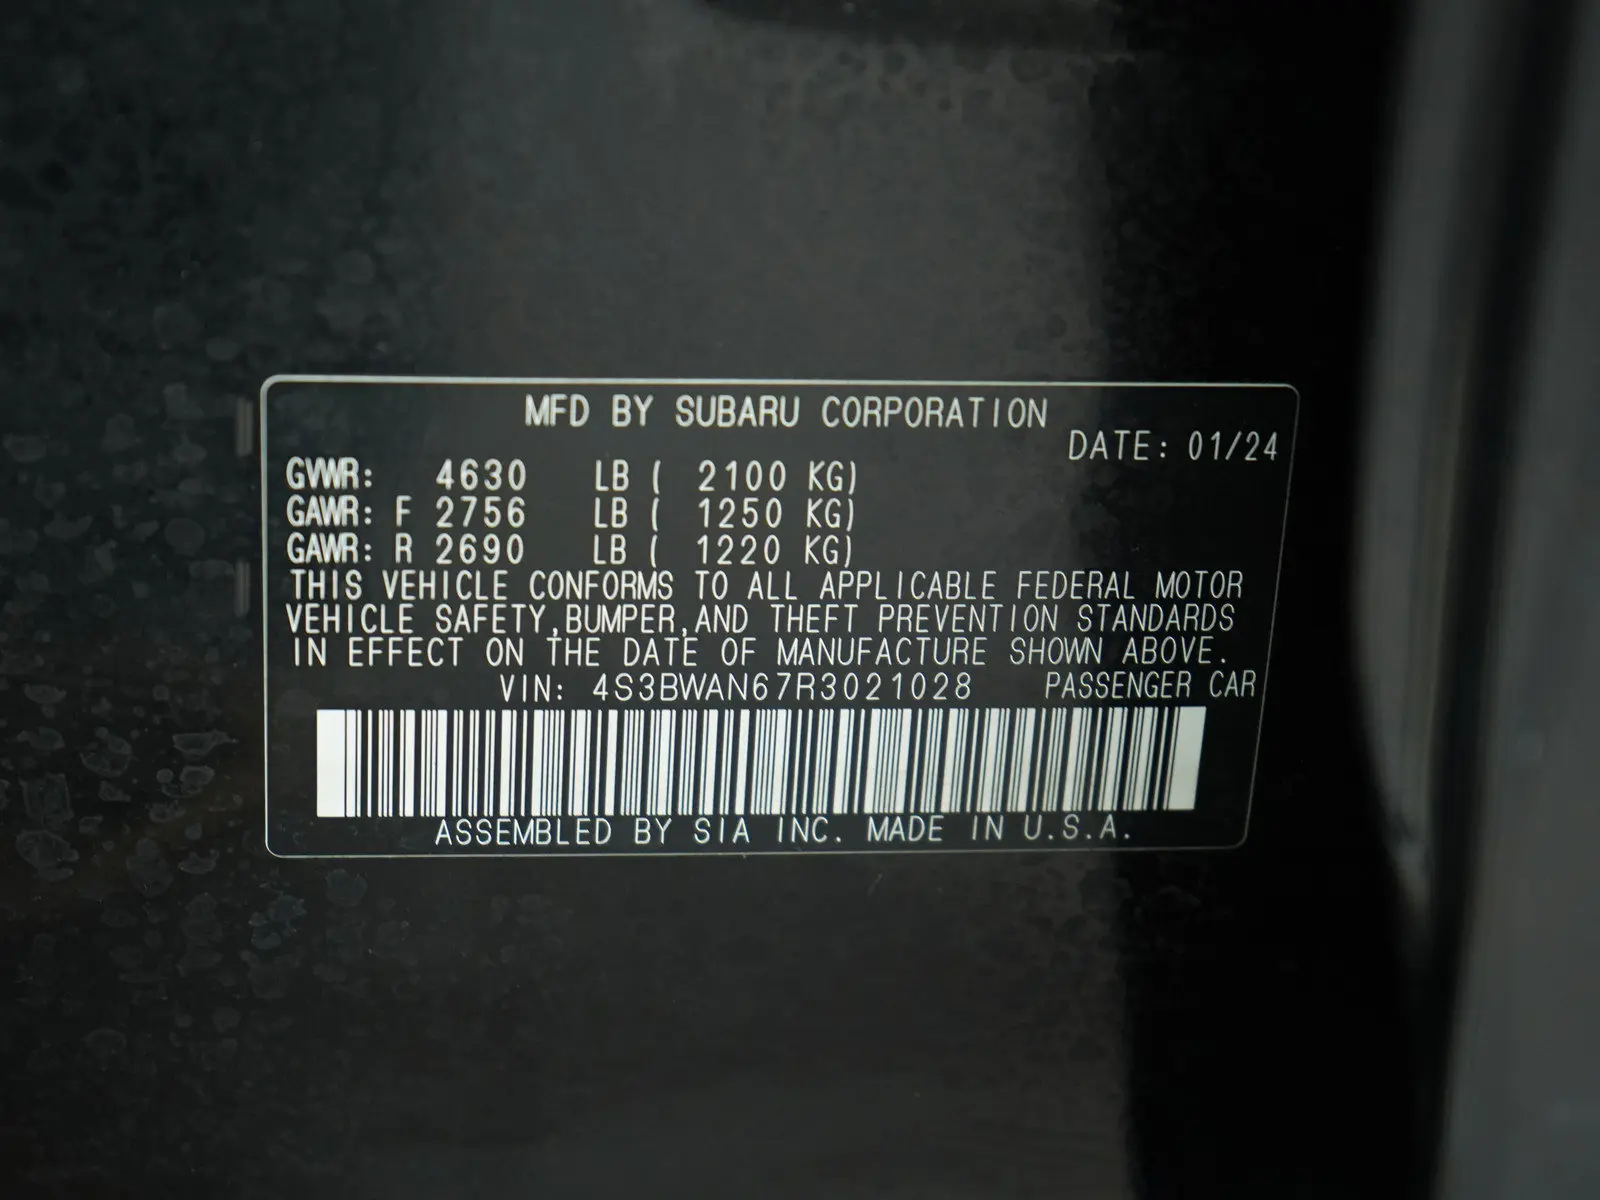 MFD BY SUBARU CORPORATION
DATE: 01/24
GVWR: 4630 LB ( 2100 KG)
GAWR: F 2756 LB ( 1250 KG)
GAWR: R 2690 LB ( 1220 KG)
THIS VEHICLE CONFORMS TO ALL APPLICABLE FEDERAL MOTOR
VEHICLE SAFETY,BUMPER,AND THEFT PREVENTION STANDARDS
IN EFFECT ON THE DATE OF MANUFACTURE SHOWN ABOVE.
VIN: 4S3BWAN67R3021028 PASSENGER CAR
ASSEMBLED BY SIA INC. MADE IN U.S.A.